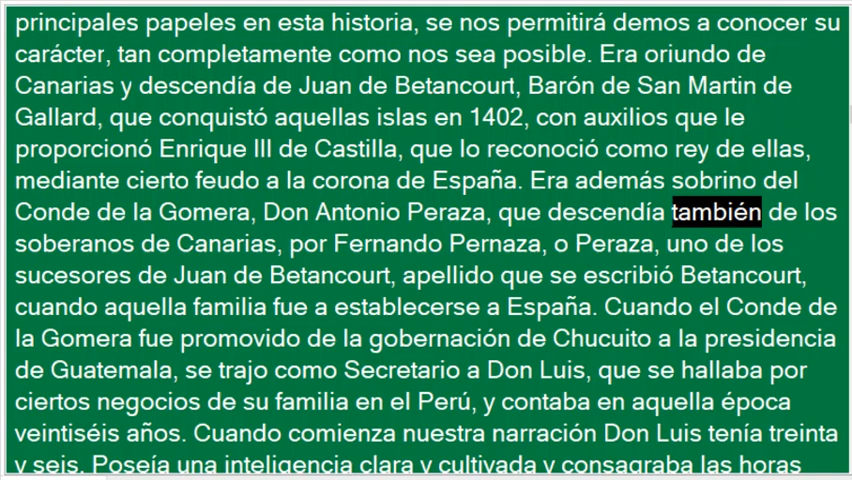 principales papeles en esta historia, se nos permitirá demos a conocer su
carácter, tan completamente como nos sea posible. Era oriundo de
Canarias y descendía de Juan de Betancourt, Barón de San Martin de
Gallard, que conquistó aquellas islas en 1402, con auxilios que le
proporcionó Enrique III de Castilla, que lo reconoció como rey de ellas,
mediante cierto feudo a la corona de España. Era además sobrino del
Conde de la Gomera, Don Antonio Peraza, que descendía también de los
soberanos de Canarias, por Fernando Pernaza, o Peraza, uno de los
sucesores de Juan de Betancourt, apellido que se escribió Betancourt,
cuando aquella familia fue a establecerse a España. Cuando el Conde de
la Gomera fue promovido de la gobernación de Chucuito a la presidencia
de Guatemala, se trajo como Secretario a Don Luis, que se hallaba por
ciertos negocios de su familia en el Perú, y contaba en aquella época
veintiséis años. Cuando comienza nuestra narración Don Luis tenía treinta
y seis. Poseía una inteligencia clara y cultivada y consagraba las horas